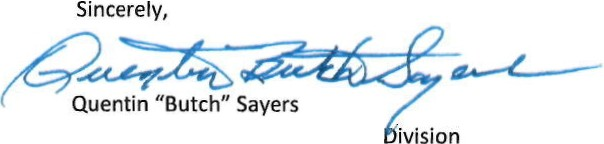 Sincerely,
Quentin Butch Sayers
Quentin “Butch” Sayers
Division